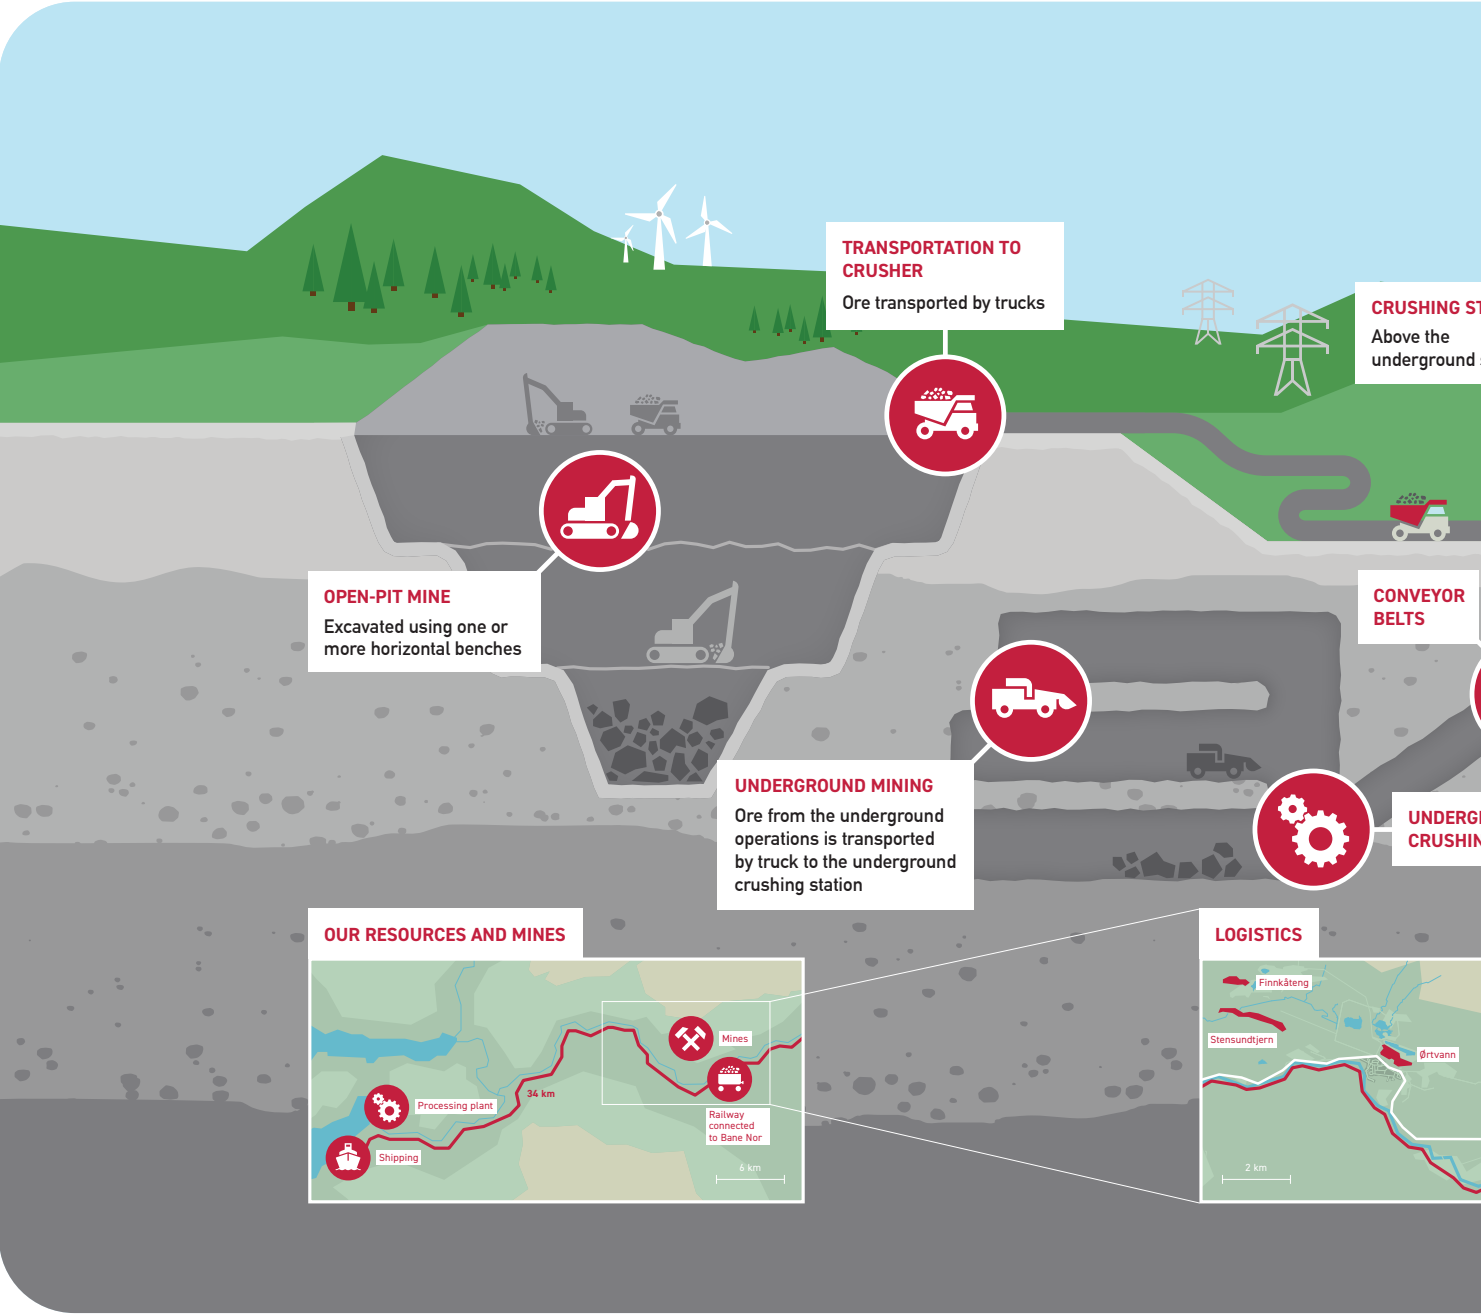 TRANSPORTATION TO
CRUSHER
Ore transported by trucks
CRUSHING
Above the
underground
OPEN-PIT MINE
Excavated using one or
more horizontal benches
CONVEYOR
BELTS
UNDERGROUND MINING
Ore from the underground
operations is transported
by truck to the underground
crushing station
OUR RESOURCES AND MINES
Mines
34 km
Processing plant
Railway
connected
to Bane Nor
Shipping
6 km
LOGISTICS
Finnkåteng
Stensundtjern
Ørtvann
2 km